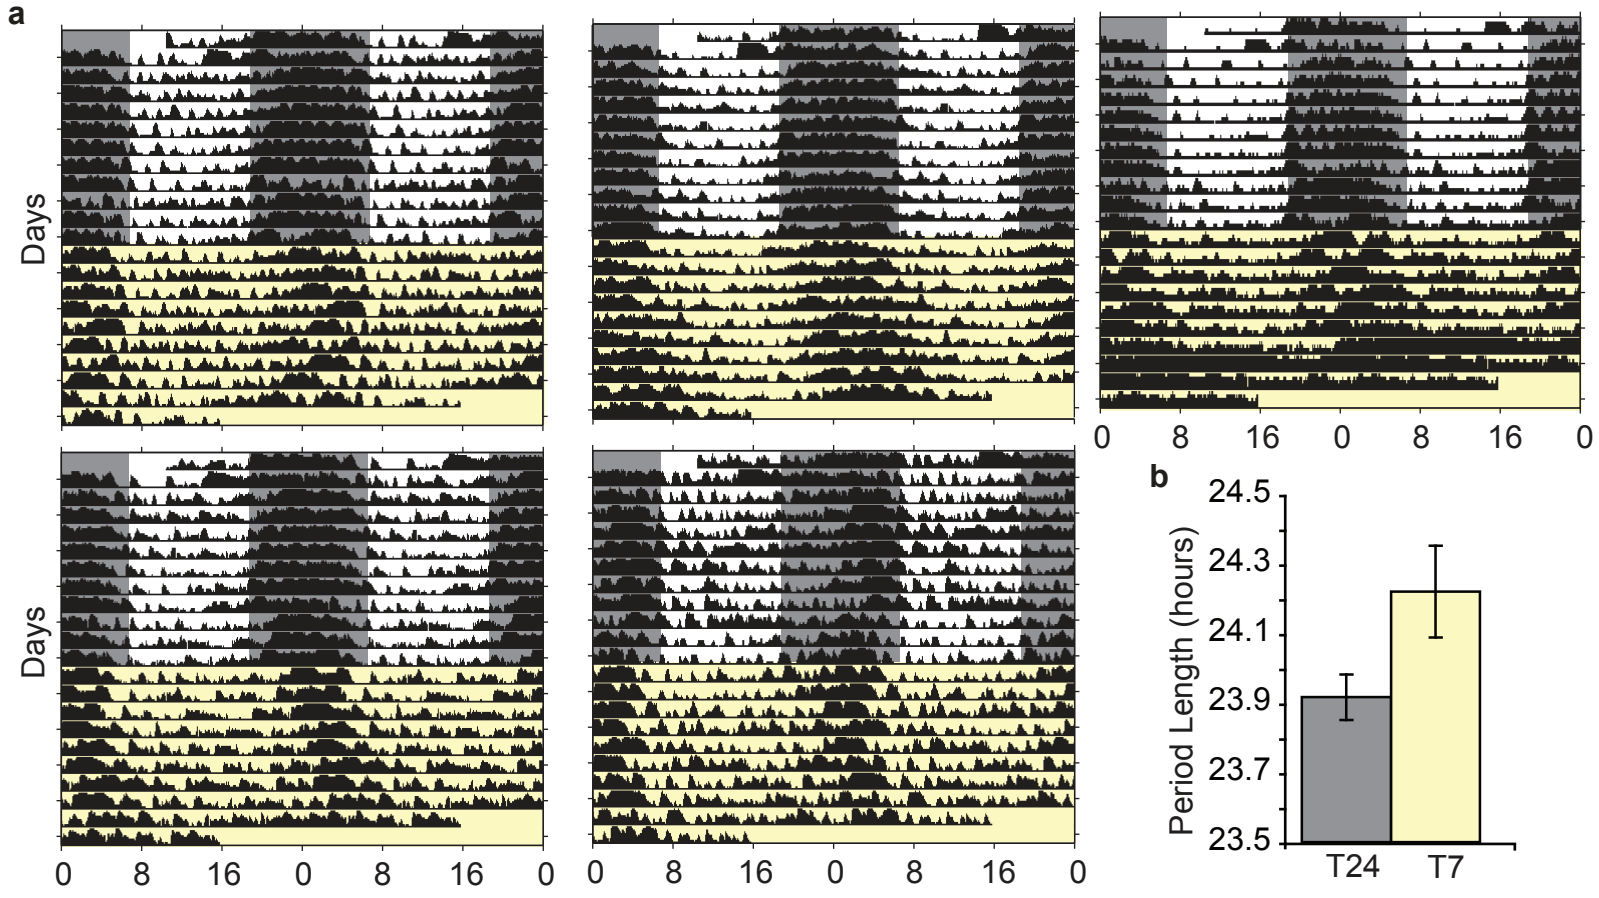 a
Days
0 8 16 0 8 16 0
Days
0 8 16 0 8 16 0
0 8 16 0 8 16 0
b
24.5
24.3
24.1
23.9
23.7
23.5
Period Length (hours)
T24 T7